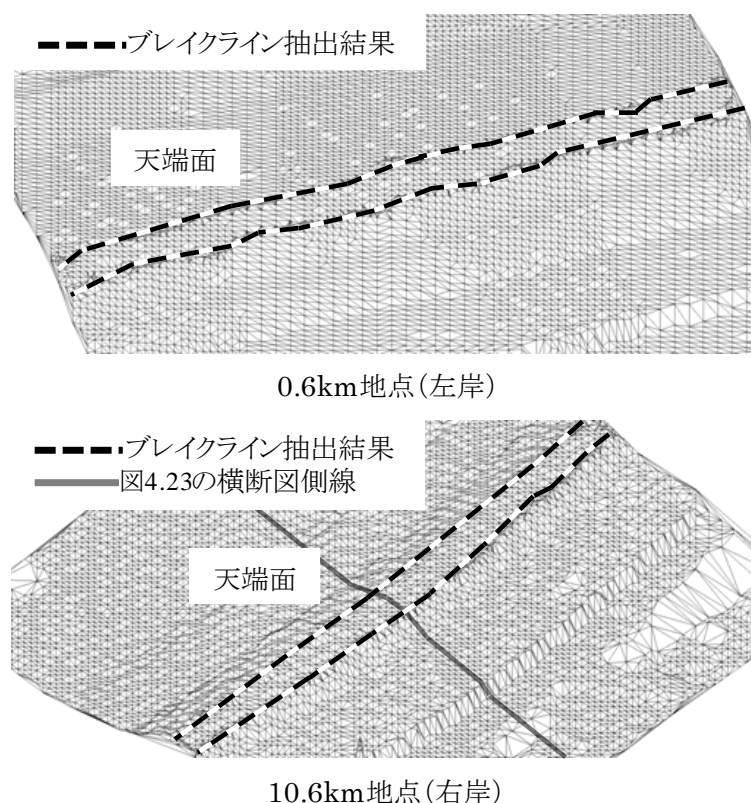 ブレイクライン抽出結果
天端面
0.6km地点(左岸)
ブレイクライン抽出結果
図4.23の横断図側線
天端面
10.6km地点(右岸)